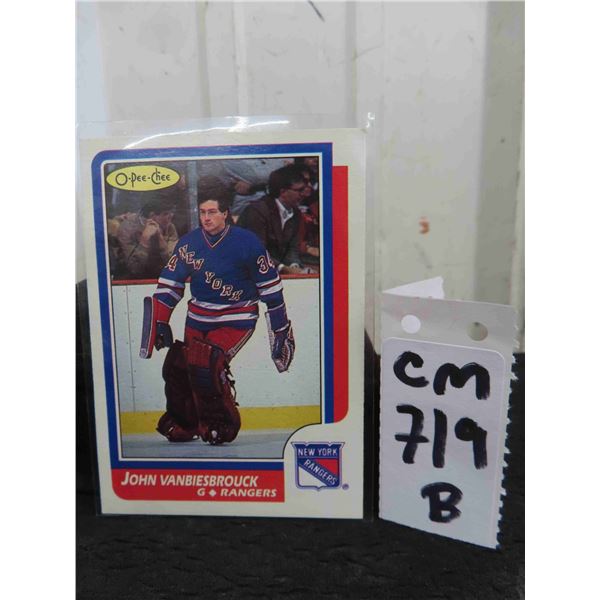 O-Pee-Chee
34 34
NEW YORK
NEW YORK
RANGERS
JOHN VANBIESBROUCK
G ◆ RANGERS
®
CM
719
B